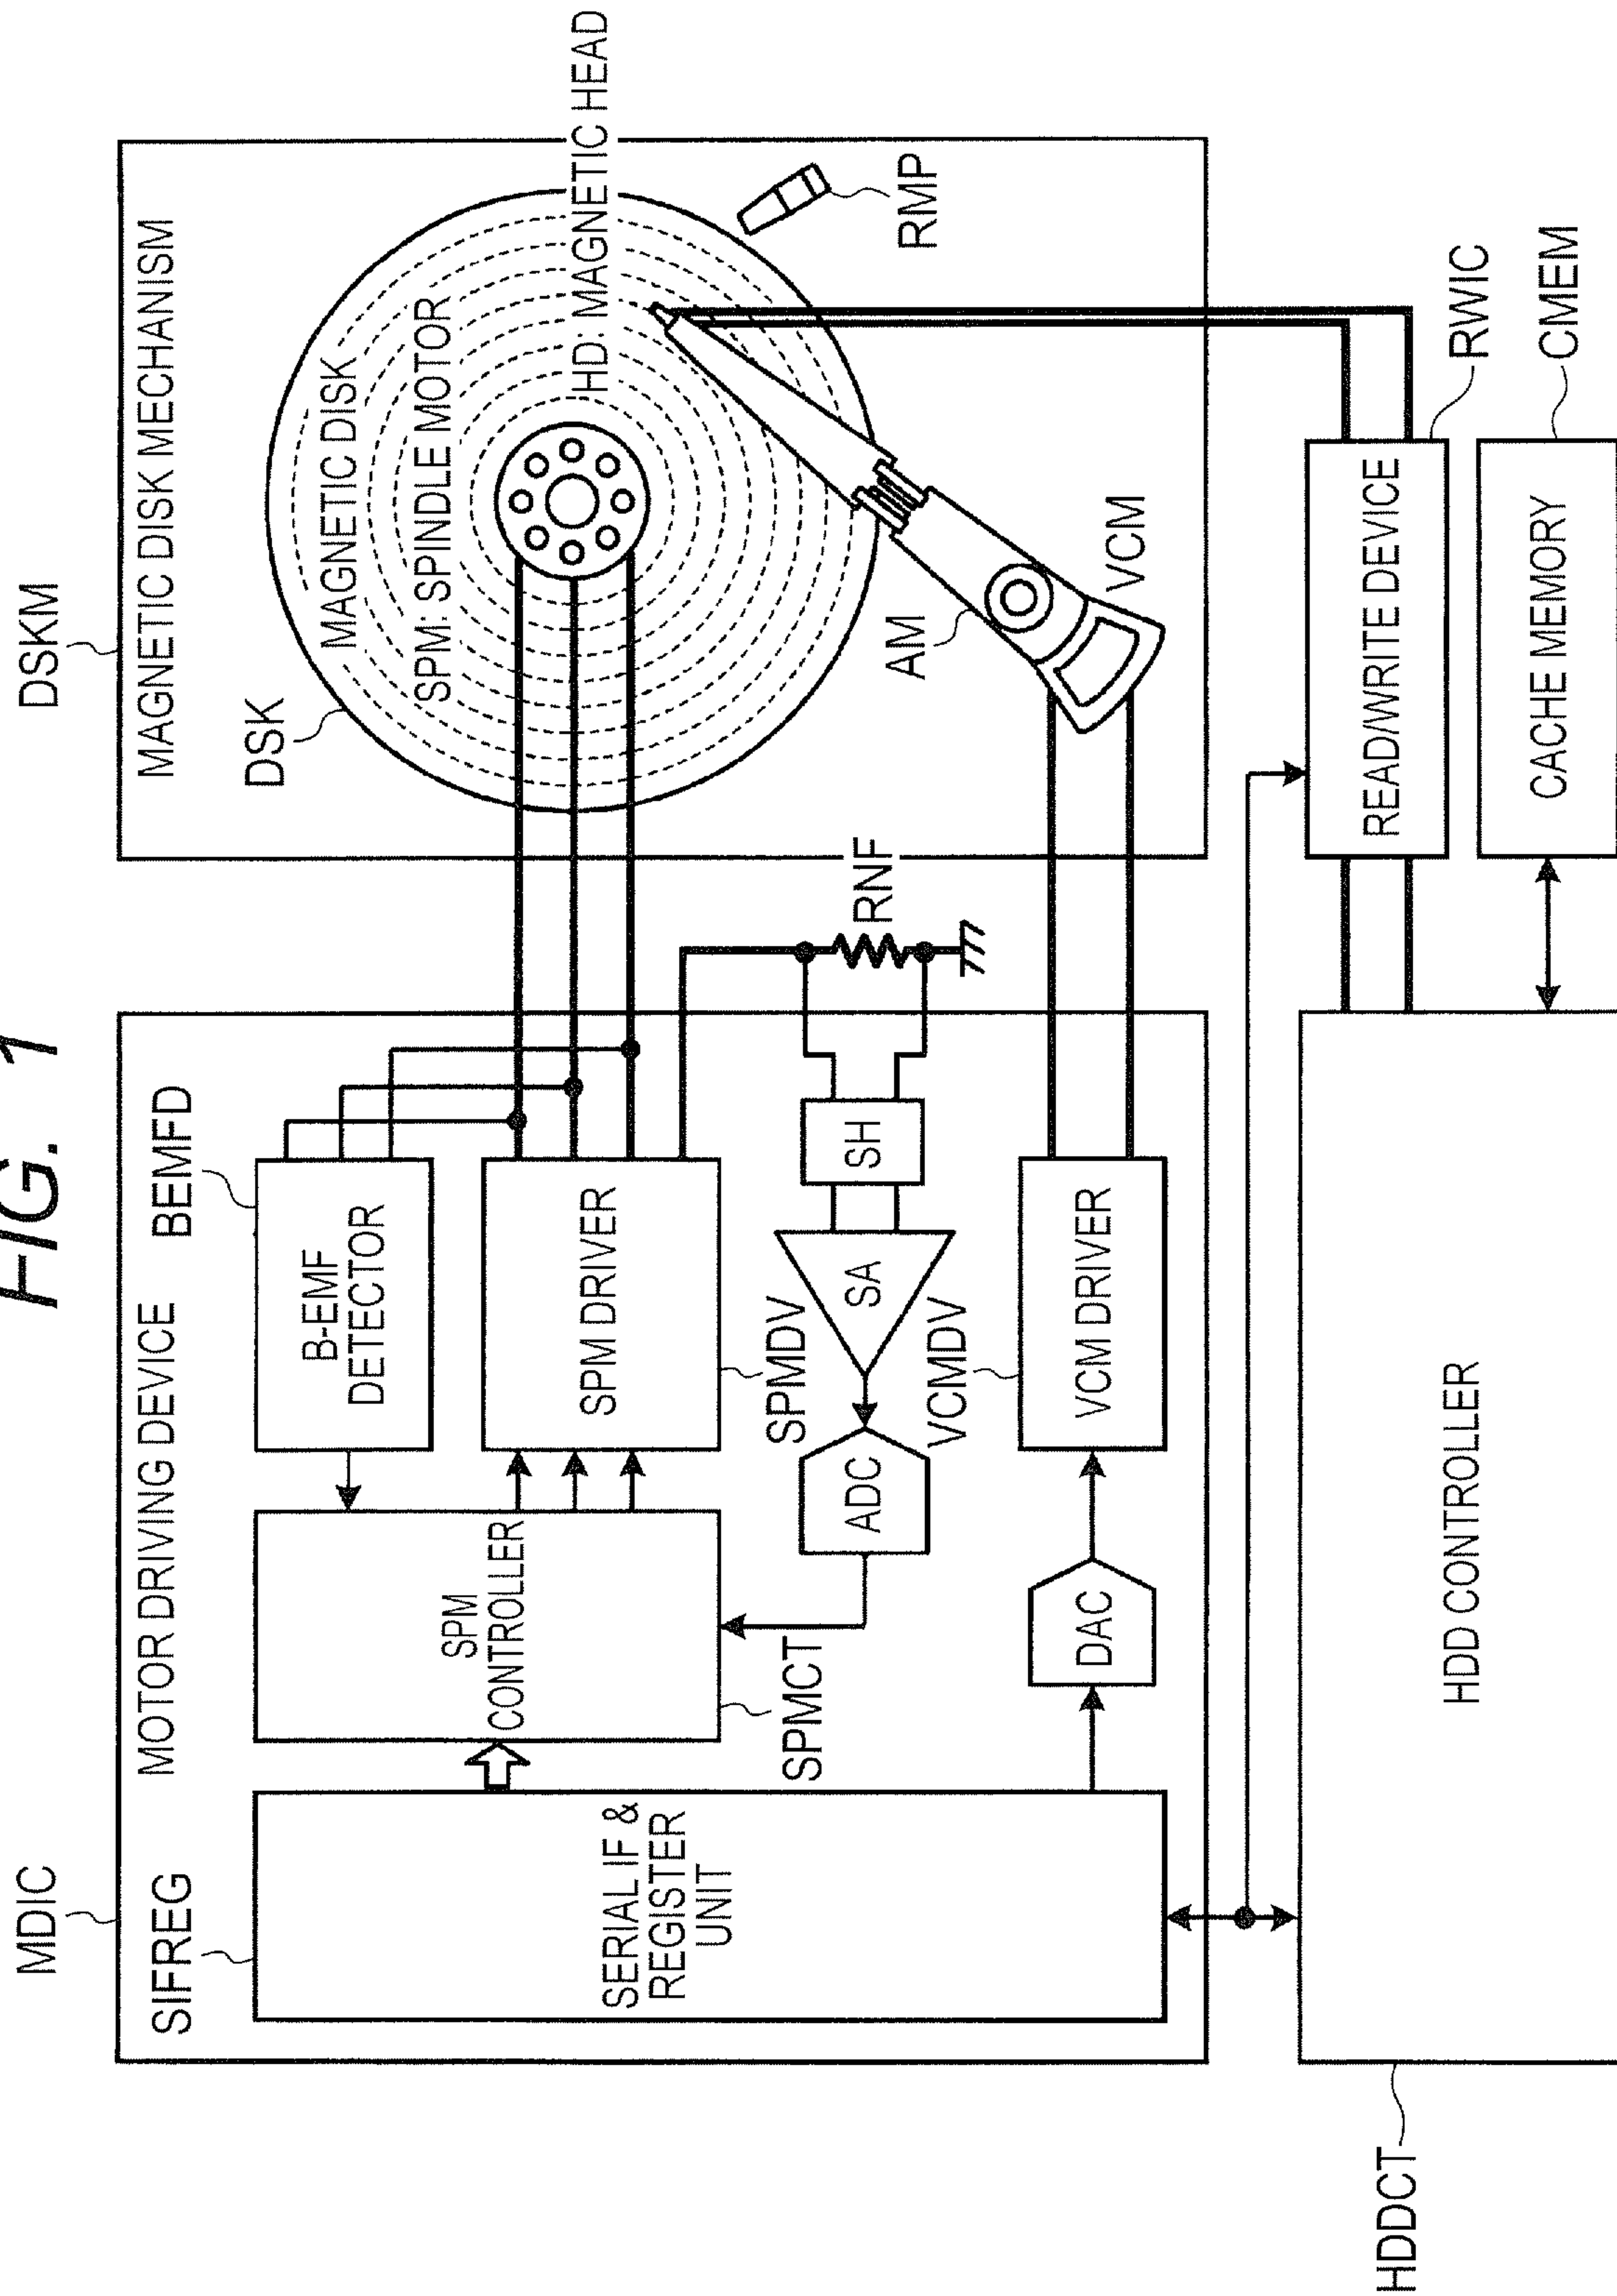 FIG. 1
MDIC
DSKM
MOTOR DRIVING DEVICE
BEMFD
MAGNETIC DISK MECHANISM
SIFREG
DSK
B-EMF
DETECTOR
MAGNETIC DISK
SPM: SPINDLE MOTOR
SPM
CONTROLLER
SPM DRIVER
HD: MAGNETIC HEAD
SERIAL IF &
REGISTER
UNIT
SPMCT
SPMDV
ADC
SA
SH
RNF
AM
RMP
VCMDV
DAC
VCM DRIVER
VCM
HDDCT
HDD CONTROLLER
READ/WRITE DEVICE
RWIC
CACHE MEMORY
CMEM